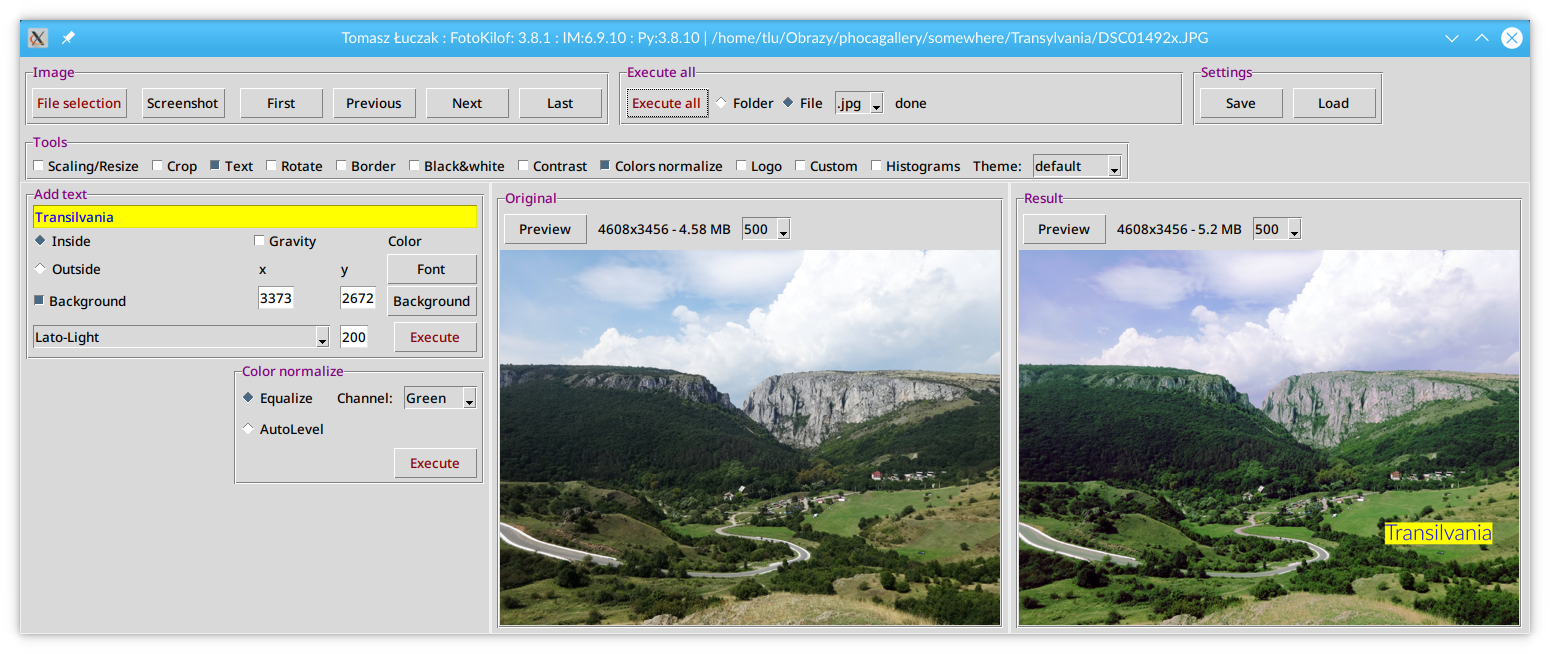 Tomasz Łuczak : FotoKilof: 3.8.1 : IM:6.9.10 : Py:3.8.10 | /home/tlu/Obrazy/phocagallery/somewhere/Transylvania/DSC01492x.JPG
Image
File selection Screenshot First Previous Next Last
Execute all
Execute all Folder File .jpg done
Settings
Save Load
Tools
Scaling/Resize Crop Text Rotate Border Black&white Contrast Colors normalize Logo Custom Histograms Theme: default
Add text
Transilvania
Inside Gravity Color
Outside x y Font
Background 3373 2672 Background
Lato-Light 200 Execute
Color normalize
Equalize Channel: Green
AutoLevel
Execute
Original
Preview 4608x3456 - 4.58 MB 500
Result
Preview 4608x3456 - 5.2 MB 500
Transilvania